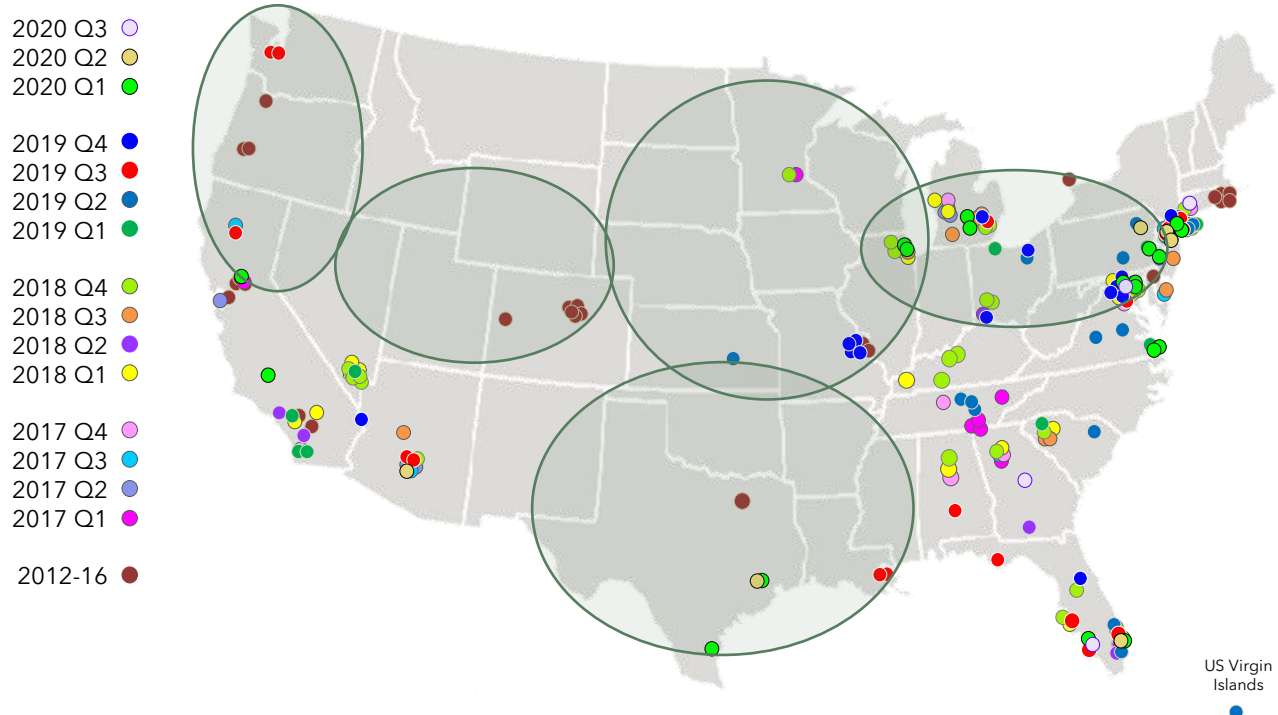 2020 Q3
2020 Q2
2020 Q1
2019 Q4
2019 Q3
2019 Q2
2019 Q1
2018 Q4
2018 Q3
2018 Q2
2018 Q1
2017 Q4
2017 Q3
2017 Q2
2017 Q1
2012-16
US Virgin
Islands